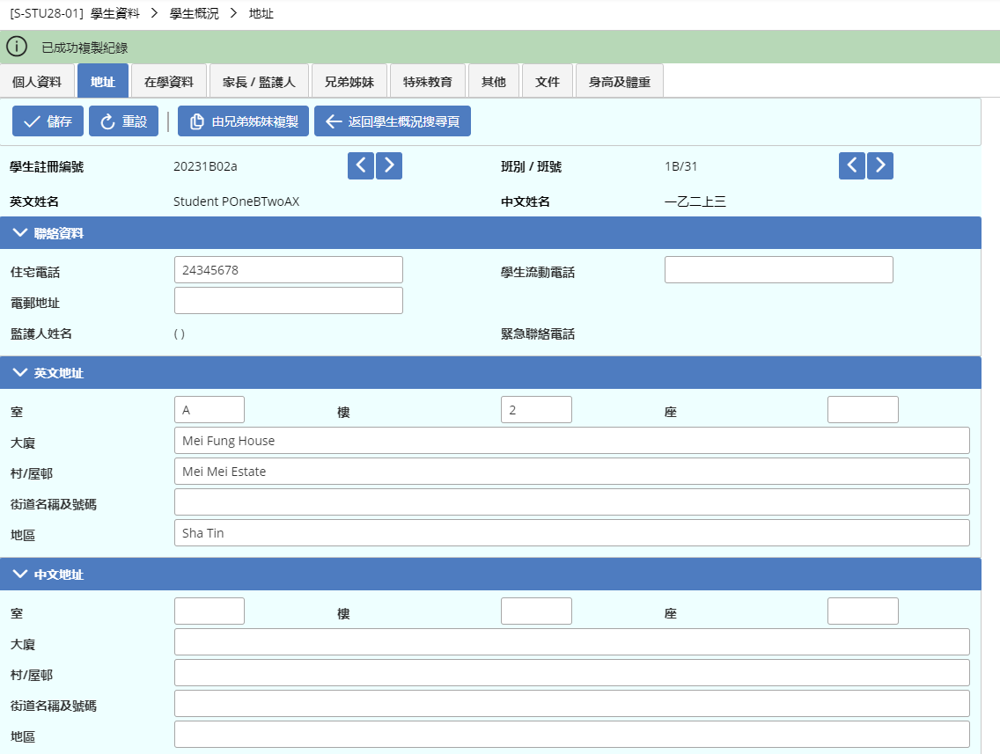 [S-STU28-01] 學生資料 > 學生概況 > 地址
已成功複製紀錄
個人資料 地址 在學資料 家長 / 監護人 兄弟姊妹 特殊教育 其他 文件 身高及體重
儲存 重設 由兄弟姊妹複製 返回學生概況搜尋頁
學生註冊編號 20231B02a 班別 / 班號 1B/31
英文姓名 Student POneBTwoAX 中文姓名 一乙二上三
聯絡資料
住宅電話 24345678 學生流動電話
電郵地址
監護人姓名 ( ) 緊急聯絡電話
英文地址
室 A 樓 2 座
大廈 Mei Fung House
村/屋邨 Mei Mei Estate
街道名稱及號碼
地區 Sha Tin
中文地址
室 樓 座
大廈
村/屋邨
街道名稱及號碼
地區